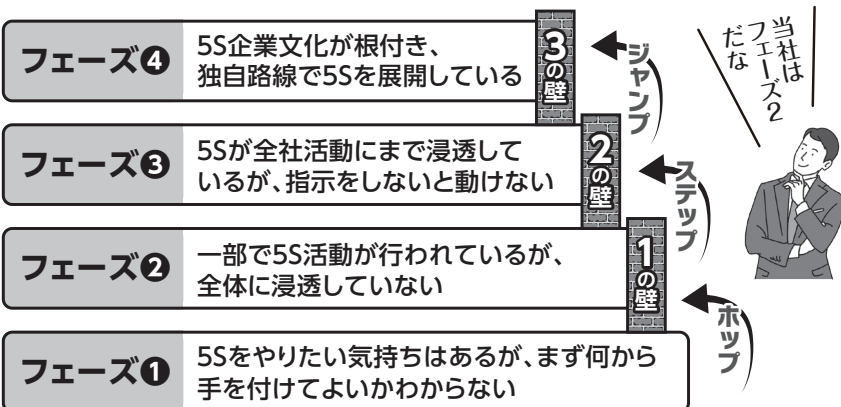 フェーズ❹
5S企業文化が根付き、
独自路線で5Sを展開している
3の壁
ジャンプ
当社は
フェーズ2
だな
フェーズ❸
5Sが全社活動にまで浸透して
いるが、指示をしないと動けない
2の壁
ステップ
フェーズ❷
一部で5S活動が行われているが、
全体に浸透していない
1の壁
ホップ
フェーズ❶
5Sをやりたい気持ちはあるが、まず何から
手を付けてよいかわからない